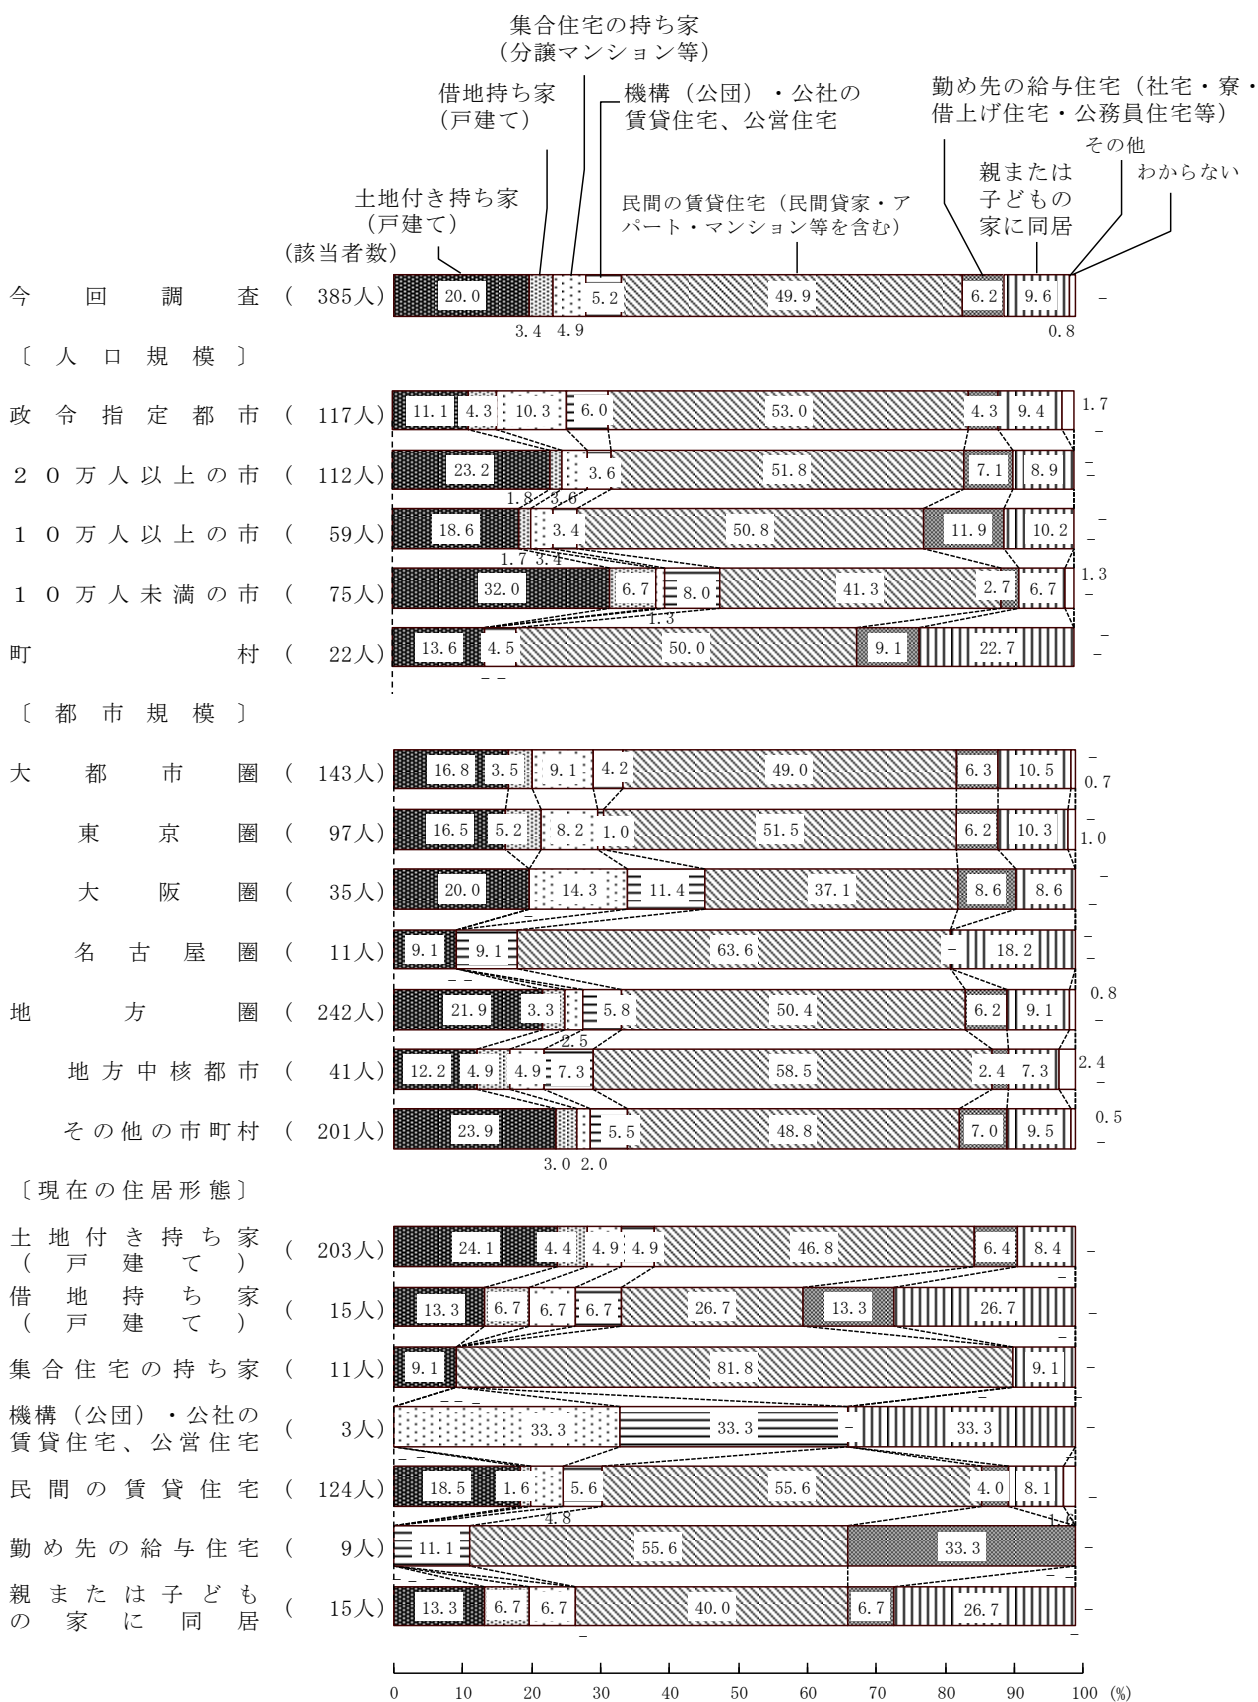 集合住宅の持ち家
(分譲マンション等)
借地持ち家
(戸建て)
機構（公団）・公社の
賃貸住宅、公営住宅
勤め先の給与住宅（社宅・寮・
借上げ住宅・公務員住宅等）
その他
わからない
親または
子どもの
家に同居
土地付き持ち家
(戸建て)
民間の賃貸住宅（民間貸家・ア
パート・マンション等を含む）
(該当者数)
今回調査 ( 385人) 20.0 5.2 49.9 6.2 9.6 －
3.4 4.9 0.8
〔人口規模〕
政令指定都市 ( 117人) 11.1 4.3 10.3 6.0 53.0 4.3 9.4 1.7
－
２０万人以上の市 ( 112人) 23.2 3.6 51.8 7.1 8.9 －
－
1.8 3.6
１０万人以上の市 ( 59人) 18.6 3.4 50.8 11.9 10.2 －
－
1.7 3.4
１０万人未満の市 ( 75人) 32.0 6.7 8.0 41.3 2.7 6.7 1.3
－
1.3
町村 ( 22人) 13.6 4.5 50.0 9.1 22.7 －
－
－ －
〔都市規模〕
大都市圏 ( 143人) 16.8 3.5 9.1 4.2 49.0 6.3 10.5 －
0.7
東京圏 ( 97人) 16.5 5.2 8.2 1.0 51.5 6.2 10.3 －
1.0
大阪圏 ( 35人) 20.0 14.3 11.4 37.1 8.6 8.6 －
－
－
名古屋圏 ( 11人) 9.1 9.1 63.6 － 18.2 －
－
－ －
地方圏 ( 242人) 21.9 3.3 5.8 50.4 6.2 9.1 0.8
－
2.5
地方中核都市 ( 41人) 12.2 4.9 4.9 7.3 58.5 2.4 7.3 2.4
－
その他の市町村 ( 201人) 23.9 5.5 48.8 7.0 9.5 0.5
－
3.0 2.0
〔現在の住居形態〕
土地付き持ち家
(戸建て) ( 203人) 24.1 4.4 4.9 4.9 46.8 6.4 8.4 －
－
借地持ち家
(戸建て) ( 15人) 13.3 6.7 6.7 6.7 26.7 13.3 26.7 －
－
集合住宅の持ち家 ( 11人) 9.1 81.8 9.1 －
－ － － － －
機構（公団）・公社の
賃貸住宅、公営住宅 ( 3人) 33.3 33.3 － 33.3 －
－ － －
民間の賃貸住宅 ( 124人) 18.5 1.6 5.6 55.6 4.0 8.1 －
4.8 1.6
勤め先の給与住宅 ( 9人) 11.1 55.6 33.3 －
－ － － － －
親または子ども
の家に同居 ( 15人) 13.3 6.7 6.7 40.0 6.7 26.7 －
－ －
0 10 20 30 40 50 60 70 80 90 100 (%)